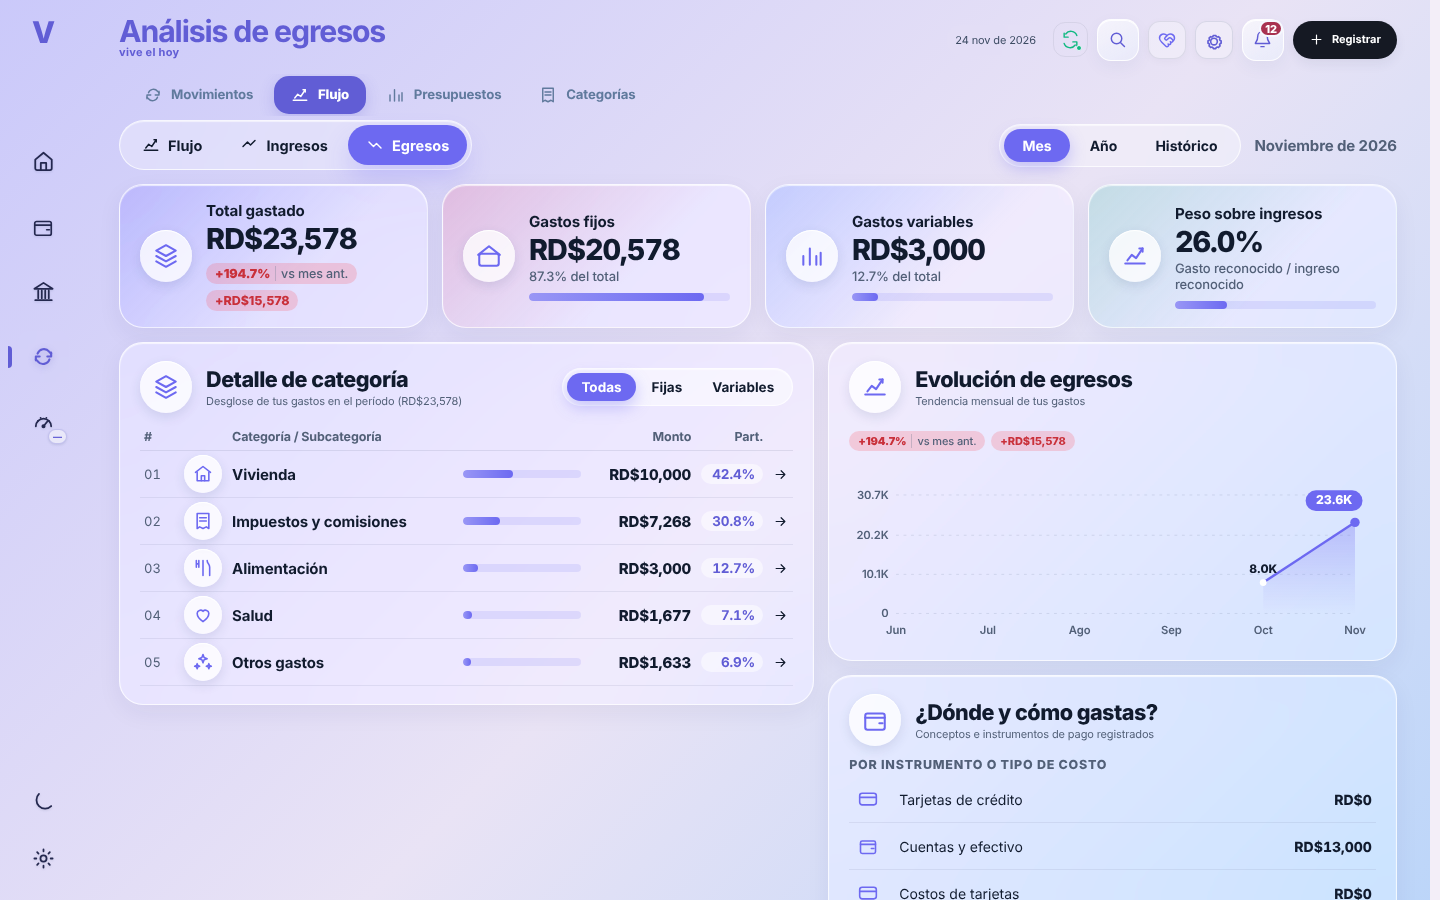 V
Análisis de egresos
vive el hoy
24 nov de 2026
12
Registrar
Movimientos
Flujo
Presupuestos
Categorías
Flujo
Ingresos
Egresos
Mes
Año
Histórico
Noviembre de 2026
Total gastado
RD$23,578
+194.7% vs mes ant.
+RD$15,578
Gastos fijos
RD$20,578
87.3% del total
Gastos variables
RD$3,000
12.7% del total
Peso sobre ingresos
26.0%
Gasto reconocido / ingreso
reconocido
Detalle de categoría
Desglose de tus gastos en el período (RD$23,578)
Todas
Fijas
Variables
# Categoría / Subcategoría Monto Part.
01 Vivienda RD$10,000 42.4% →
02 Impuestos y comisiones RD$7,268 30.8% →
03 Alimentación RD$3,000 12.7% →
04 Salud RD$1,677 7.1% →
05 Otros gastos RD$1,633 6.9% →
Evolución de egresos
Tendencia mensual de tus gastos
+194.7% vs mes ant.
+RD$15,578
30.7K
23.6K
20.2K
10.1K
8.0K
0
Jun Jul Ago Sep Oct Nov
¿Dónde y cómo gastas?
Conceptos e instrumentos de pago registrados
POR INSTRUMENTO O TIPO DE COSTO
Tarjetas de crédito RD$0
Cuentas y efectivo RD$13,000
Costos de tarjetas RD$0